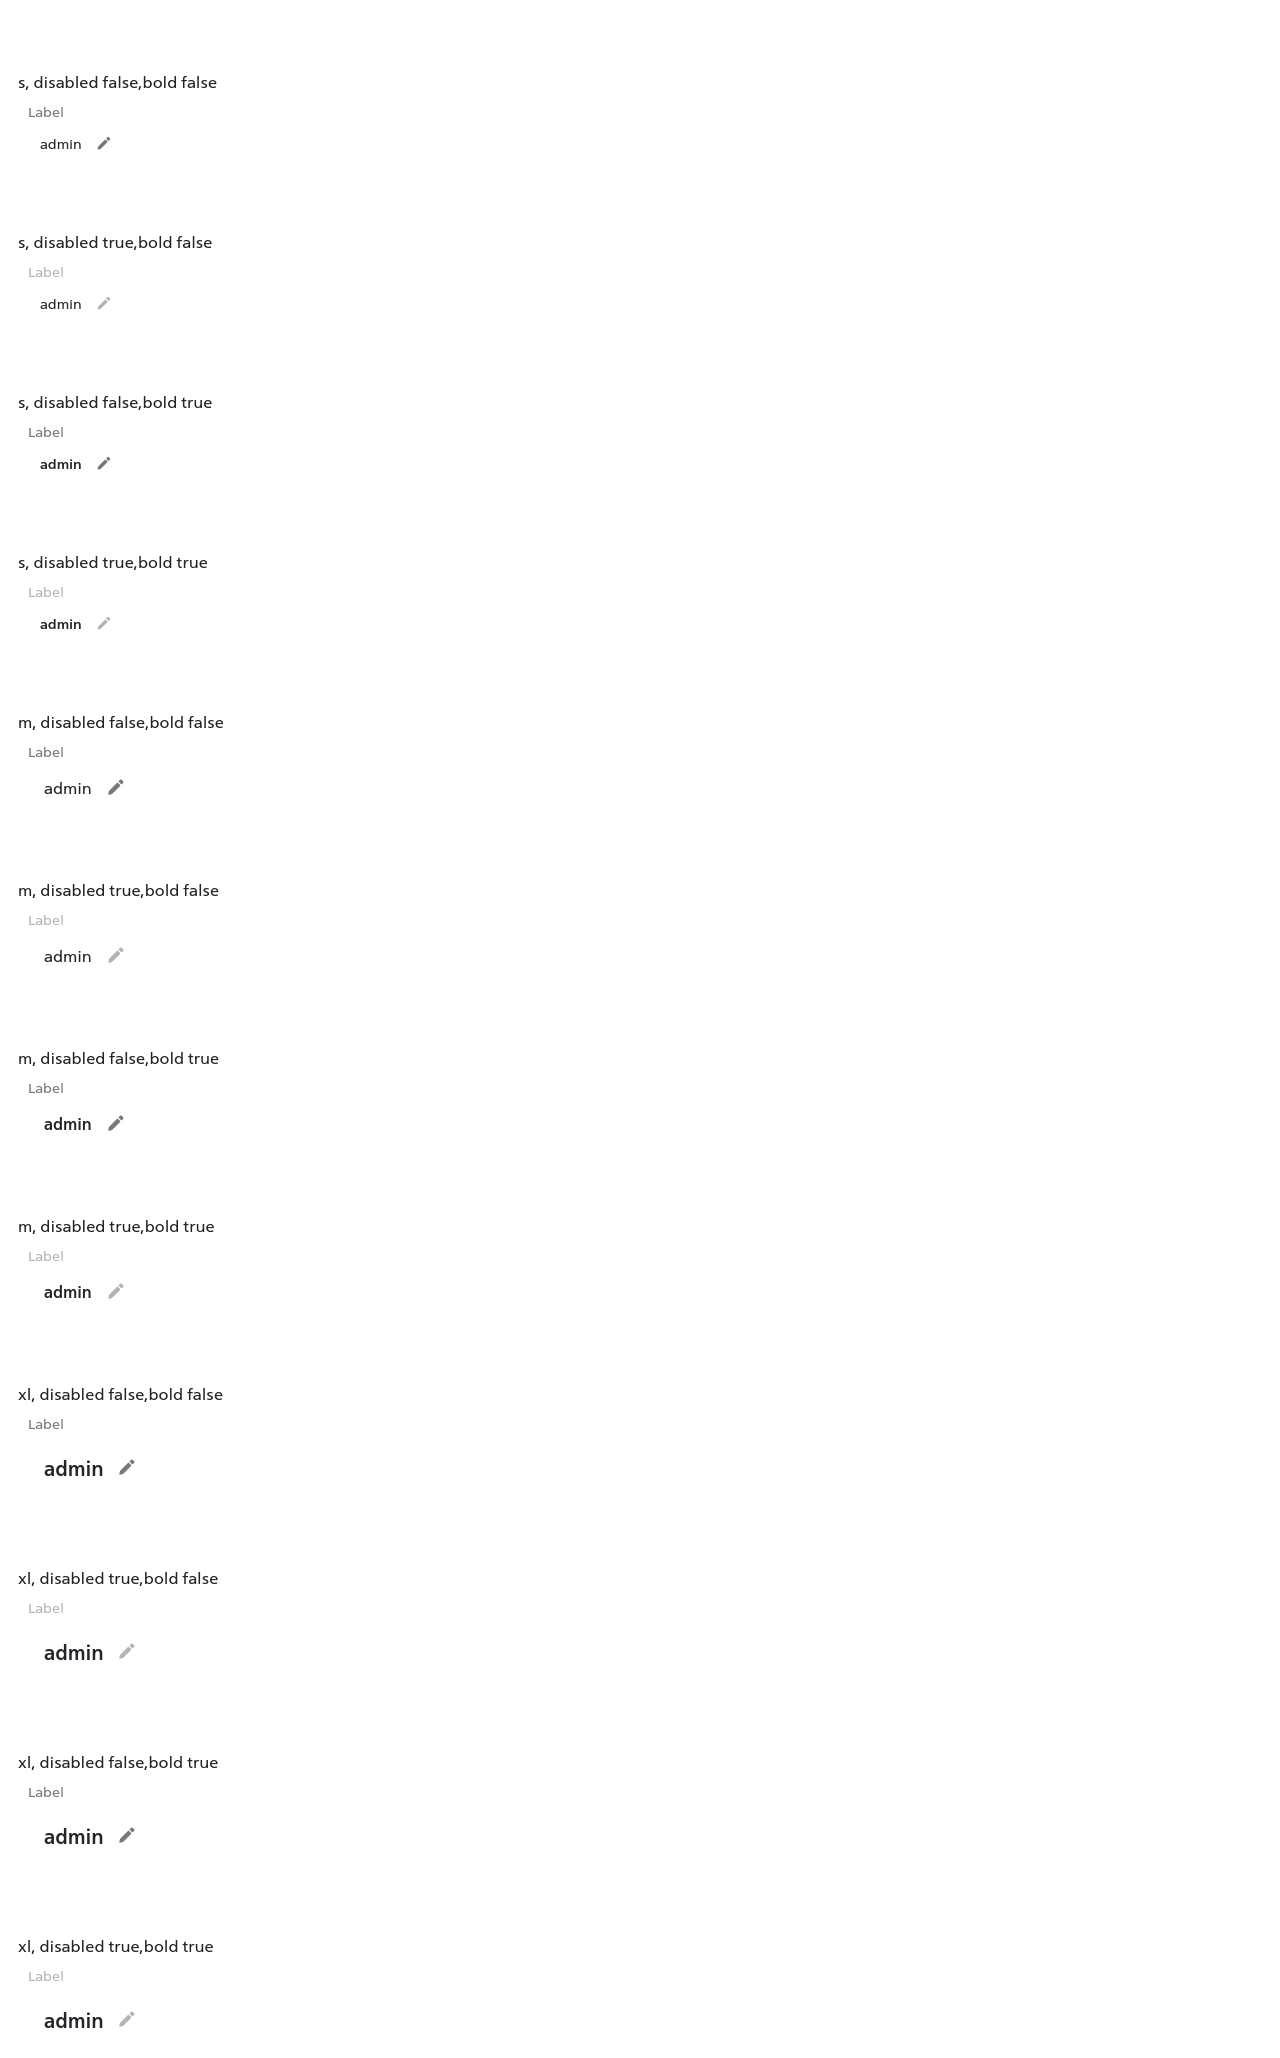 s, disabled false,bold false
Label
admin
s, disabled true,bold false
Label
admin
s, disabled false,bold true
Label
admin
s, disabled true,bold true
Label
admin
m, disabled false,bold false
Label
admin
m, disabled true,bold false
Label
admin
m, disabled false,bold true
Label
admin
m, disabled true,bold true
Label
admin
xl, disabled false,bold false
Label
admin
xl, disabled true,bold false
Label
admin
xl, disabled false,bold true
Label
admin
xl, disabled true,bold true
Label
admin